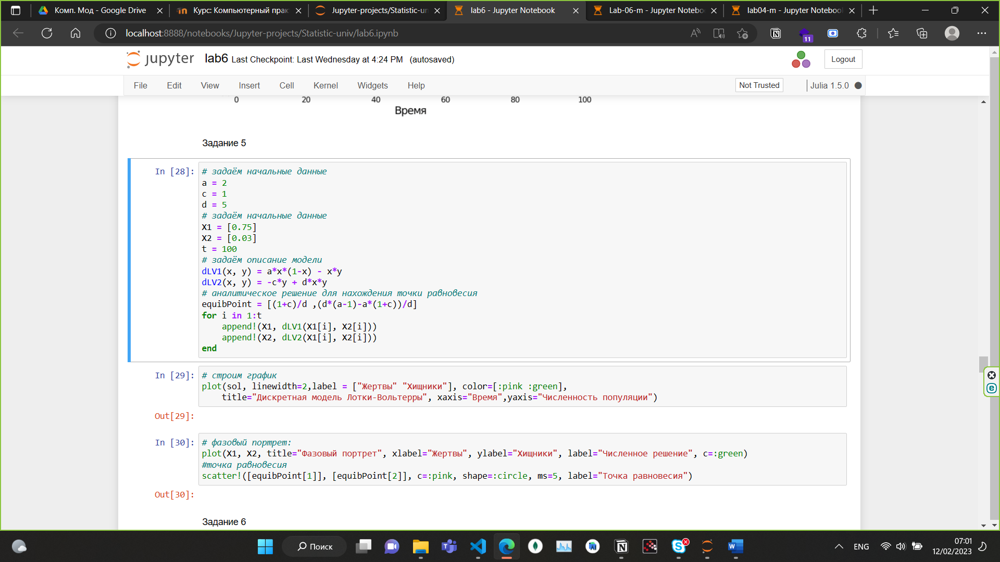 Комп. Мод - Google Drive
Курс: Компьютерный прак
Jupyter-projects/Statistic-un
lab6 - Jupyter Notebook
Lab-06-m - Jupyter Notebo
lab04-m - Jupyter Notebook
localhost:8888/notebooks/Jupyter-projects/Statistic-univ/lab6.ipynb
11
jupyter lab6 Last Checkpoint: Last Wednesday at 4:24 PM (autosaved)
Logout
File Edit View Insert Cell Kernel Widgets Help
Not Trusted
Julia 1.5.0
0 20 40 60 80 100
Время
Задание 5
In [28]:
# задаём начальные данные
a = 2
c = 1
d = 5
# задаём начальные данные
X1 = [0.75]
X2 = [0.03]
t = 100
# задаём описание модели
dLV1(x, y) = a*x*(1-x) - x*y
dLV2(x, y) = -c*y + d*x*y
# аналитическое решение для нахождения точки равновесия
equibPoint = [(1+c)/d ,(d*(a-1)-a*(1+c))/d]
for i in 1:t
    append!(X1, dLV1(X1[i], X2[i]))
    append!(X2, dLV2(X1[i], X2[i]))
end
In [29]:
# строим график
plot(sol, linewidth=2,label = ["Жертвы" "Хищники"], color=[:pink :green],
    title="Дискретная модель Лотки-Вольтерры", xaxis="Время",yaxis="Численность популяции")
Out[29]:
In [30]:
# фазовый портрет:
plot(X1, X2, title="Фазовый портрет", xlabel="Жертвы", ylabel="Хищники", label="Численное решение", c=:green)
#точка равновесия
scatter!([equibPoint[1]], [equibPoint[2]], c=:pink, shape=:circle, ms=5, label="Точка равновесия")
Out[30]:
Задание 6
Поиск
ENG
07:01
12/02/2023